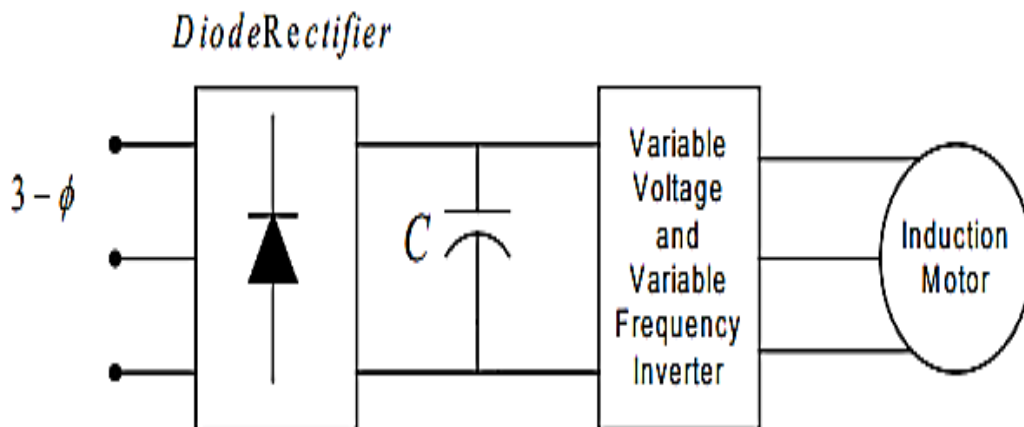 DiodeRectifier
3 – ϕ
C
Variable
Voltage
and
Variable
Frequency
Inverter
Induction
Motor